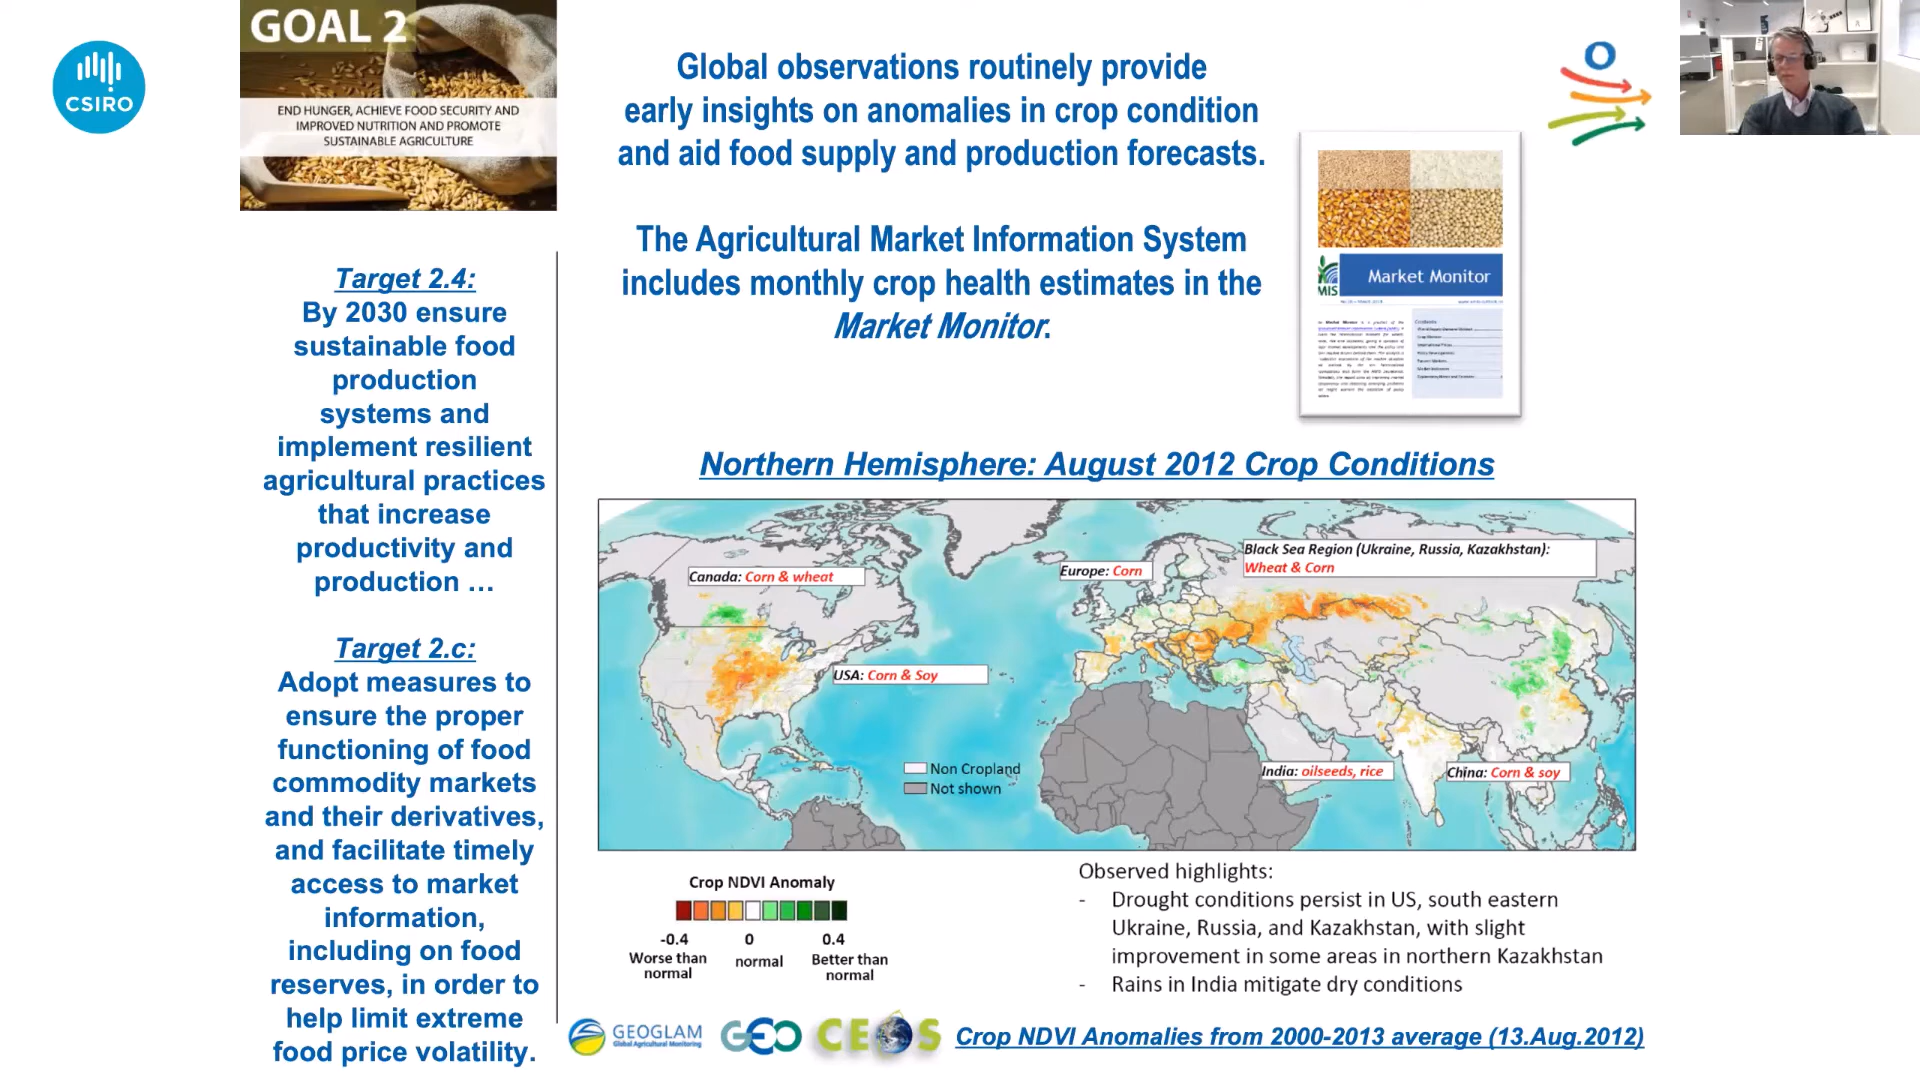 CSIRO
GOAL 2
END HUNGER, ACHIEVE FOOD SECURITY AND
IMPROVED NUTRITION AND PROMOTE
SUSTAINABLE AGRICULTURE
Target 2.4:
By 2030 ensure
sustainable food
production
systems and
implement resilient
agricultural practices
that increase
productivity and
production …
Target 2.c:
Adopt measures to
ensure the proper
functioning of food
commodity markets
and their derivatives,
and facilitate timely
access to market
information,
including on food
reserves, in order to
help limit extreme
food price volatility.
Global observations routinely provide
early insights on anomalies in crop condition
and aid food supply and production forecasts.
The Agricultural Market Information System
includes monthly crop health estimates in the
Market Monitor.
MIS
Market Monitor
Northern Hemisphere: August 2012 Crop Conditions
Canada: Corn & wheat
Europe: Corn
Black Sea Region (Ukraine, Russia, Kazakhstan):
Wheat & Corn
USA: Corn & Soy
India: oilseeds, rice
China: Corn & soy
Non Cropland
Not shown
Crop NDVI Anomaly
-0.4 0 0.4
Worse than normal Better than
normal normal
Observed highlights:
- Drought conditions persist in US, south eastern
Ukraine, Russia, and Kazakhstan, with slight
improvement in some areas in northern Kazakhstan
- Rains in India mitigate dry conditions
GEOGLAM
Global Agricultural Monitoring
GEO
CEOS
Crop NDVI Anomalies from 2000-2013 average (13.Aug.2012)